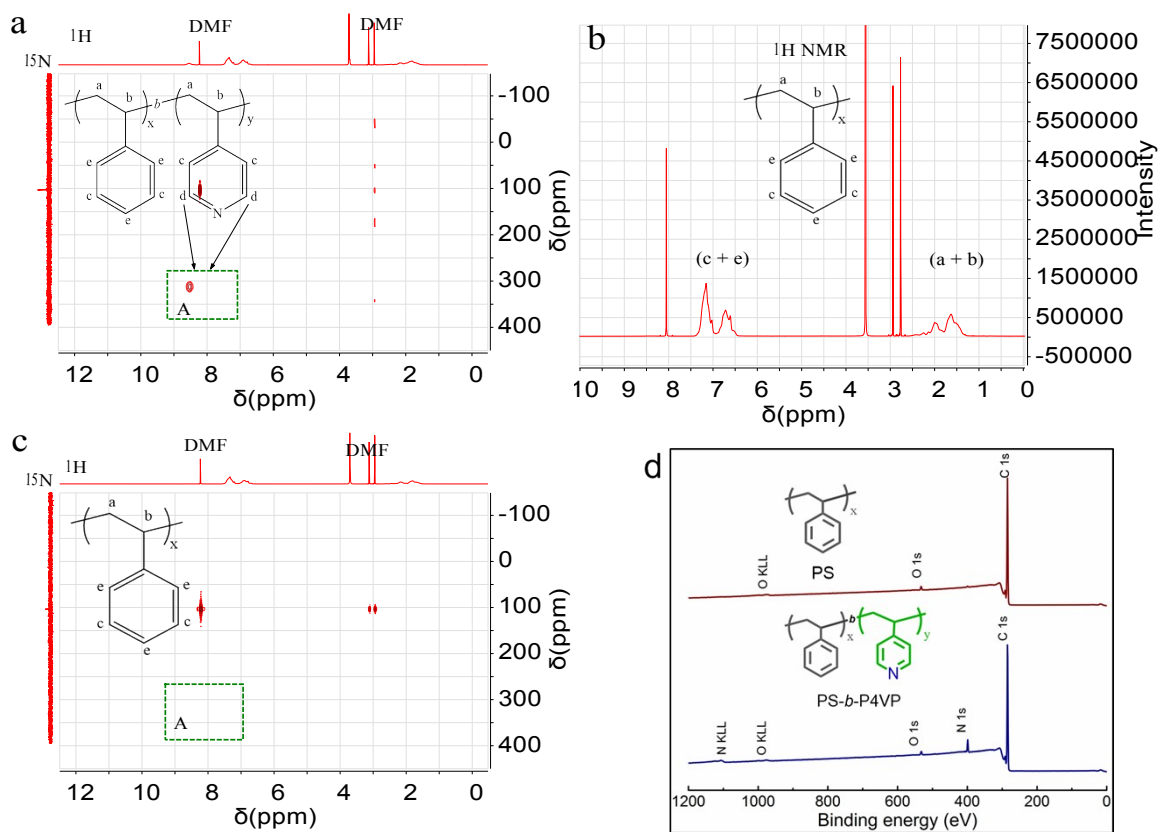 a
¹H
DMF
DMF
¹⁵N
a
b
b
a
b
x
y
e
e
c
c
c
c
d
d
e
N
A
-100
0
100
200
300
400
δ(ppm)
12
10
8
6
4
2
0
δ(ppm)
b
¹H NMR
a
b
x
e
e
c
c
e
(c + e)
(a + b)
7500000
6500000
5500000
4500000
3500000
2500000
1500000
500000
-500000
Intensity
10 9 8 7 6 5 4 3 2 1 0
δ(ppm)
c
¹H
DMF
DMF
¹⁵N
a
b
x
e
e
c
c
e
A
-100
0
100
200
300
400
δ(ppm)
12 10 8 6 4 2 0
δ(ppm)
d
C 1s
x
PS
O KLL
O 1s
b
x
y
N
PS-b-P4VP
C 1s
N KLL
O KLL
O 1s
N 1s
1200 1000 800 600 400 200 0
Binding energy (eV)